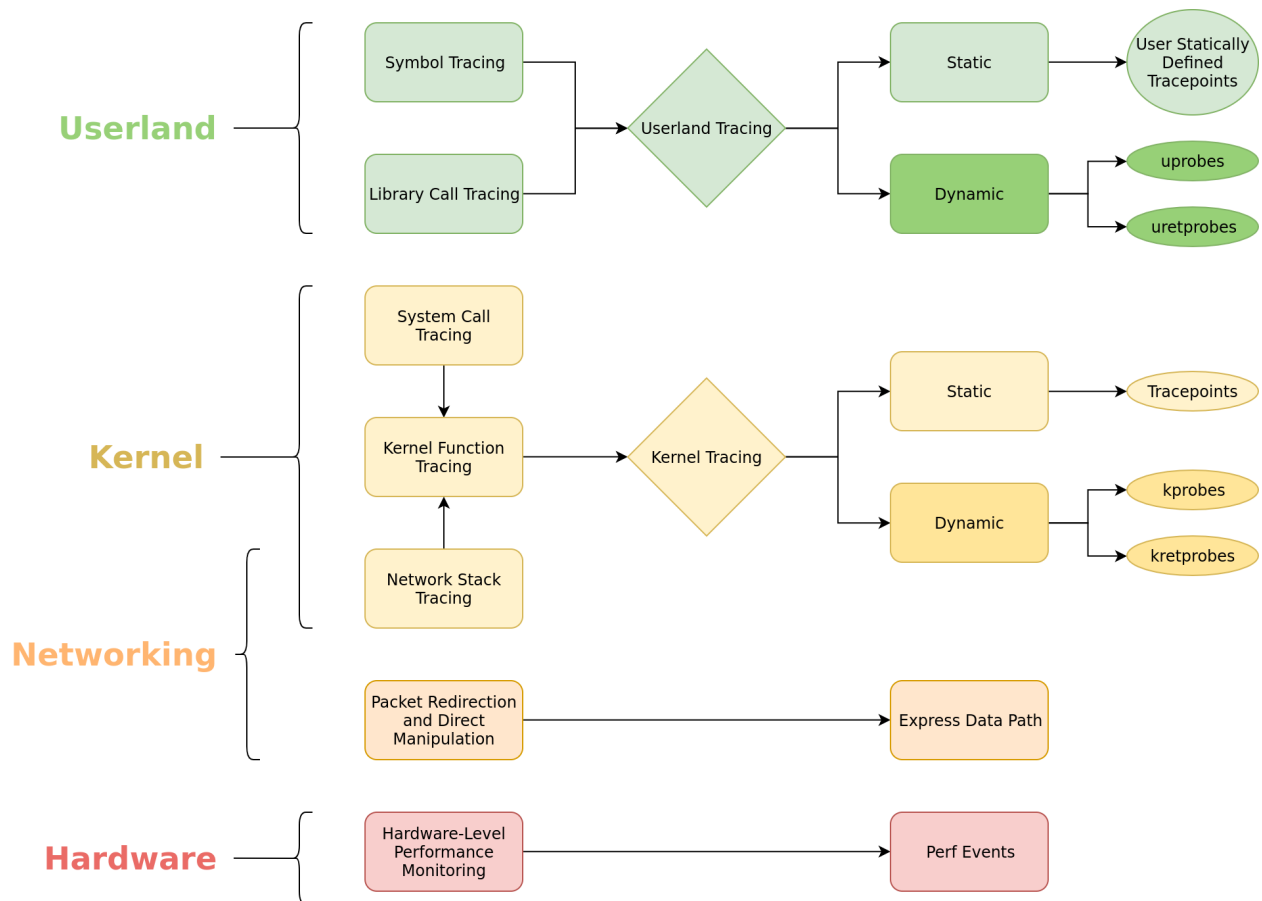 Userland
Symbol Tracing
Library Call Tracing
Userland Tracing
Static
Dynamic
User Statically
Defined
Tracepoints
uprobes
uretprobes
Kernel
System Call
Tracing
Kernel Function
Tracing
Network Stack
Tracing
Kernel Tracing
Static
Dynamic
Tracepoints
kprobes
kretprobes
Networking
Packet Redirection
and Direct
Manipulation
Express Data Path
Hardware
Hardware-Level
Performance
Monitoring
Perf Events